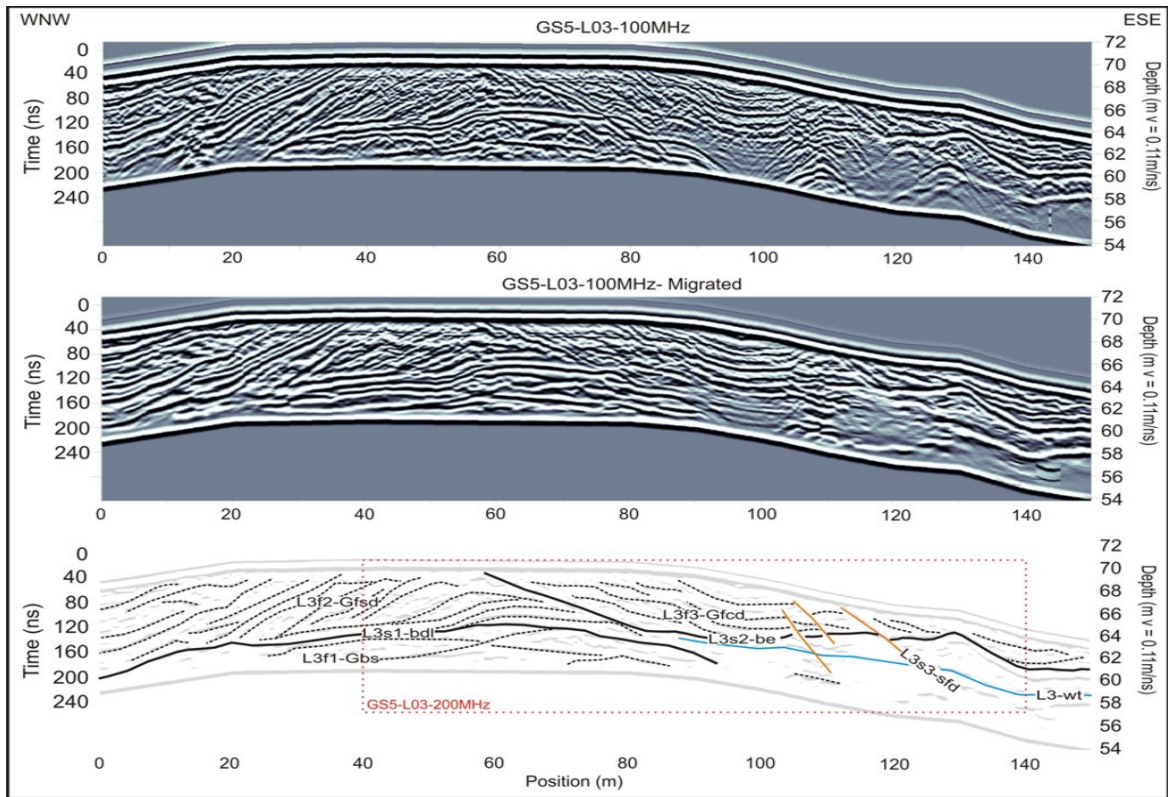 WNW
GS5-L03-100MHz
ESE
Time (ns)
0
40
80
120
160
200
240
72
70
68
66
64
62
60
58
56
54
Depth (m v = 0.11m/ns)
0 20 40 60 80 100 120 140
GS5-L03-100MHz- Migrated
Time (ns)
0
40
80
120
160
200
240
72
70
68
66
64
62
60
58
56
54
Depth (m v = 0.11m/ns)
0 20 40 60 80 100 120 140
Time (ns)
0
40
80
120
160
200
240
L3f2-Gfsd
L3f3-Gfcd
L3s1-bdl
L3s2-be
L3f1-Gbs
L3s3-sfd
L3-wt
GS5-L03-200MHz
72
70
68
66
64
62
60
58
56
54
Depth (m v = 0.11m/ns)
0 20 40 60 80 100 120 140
Position (m)